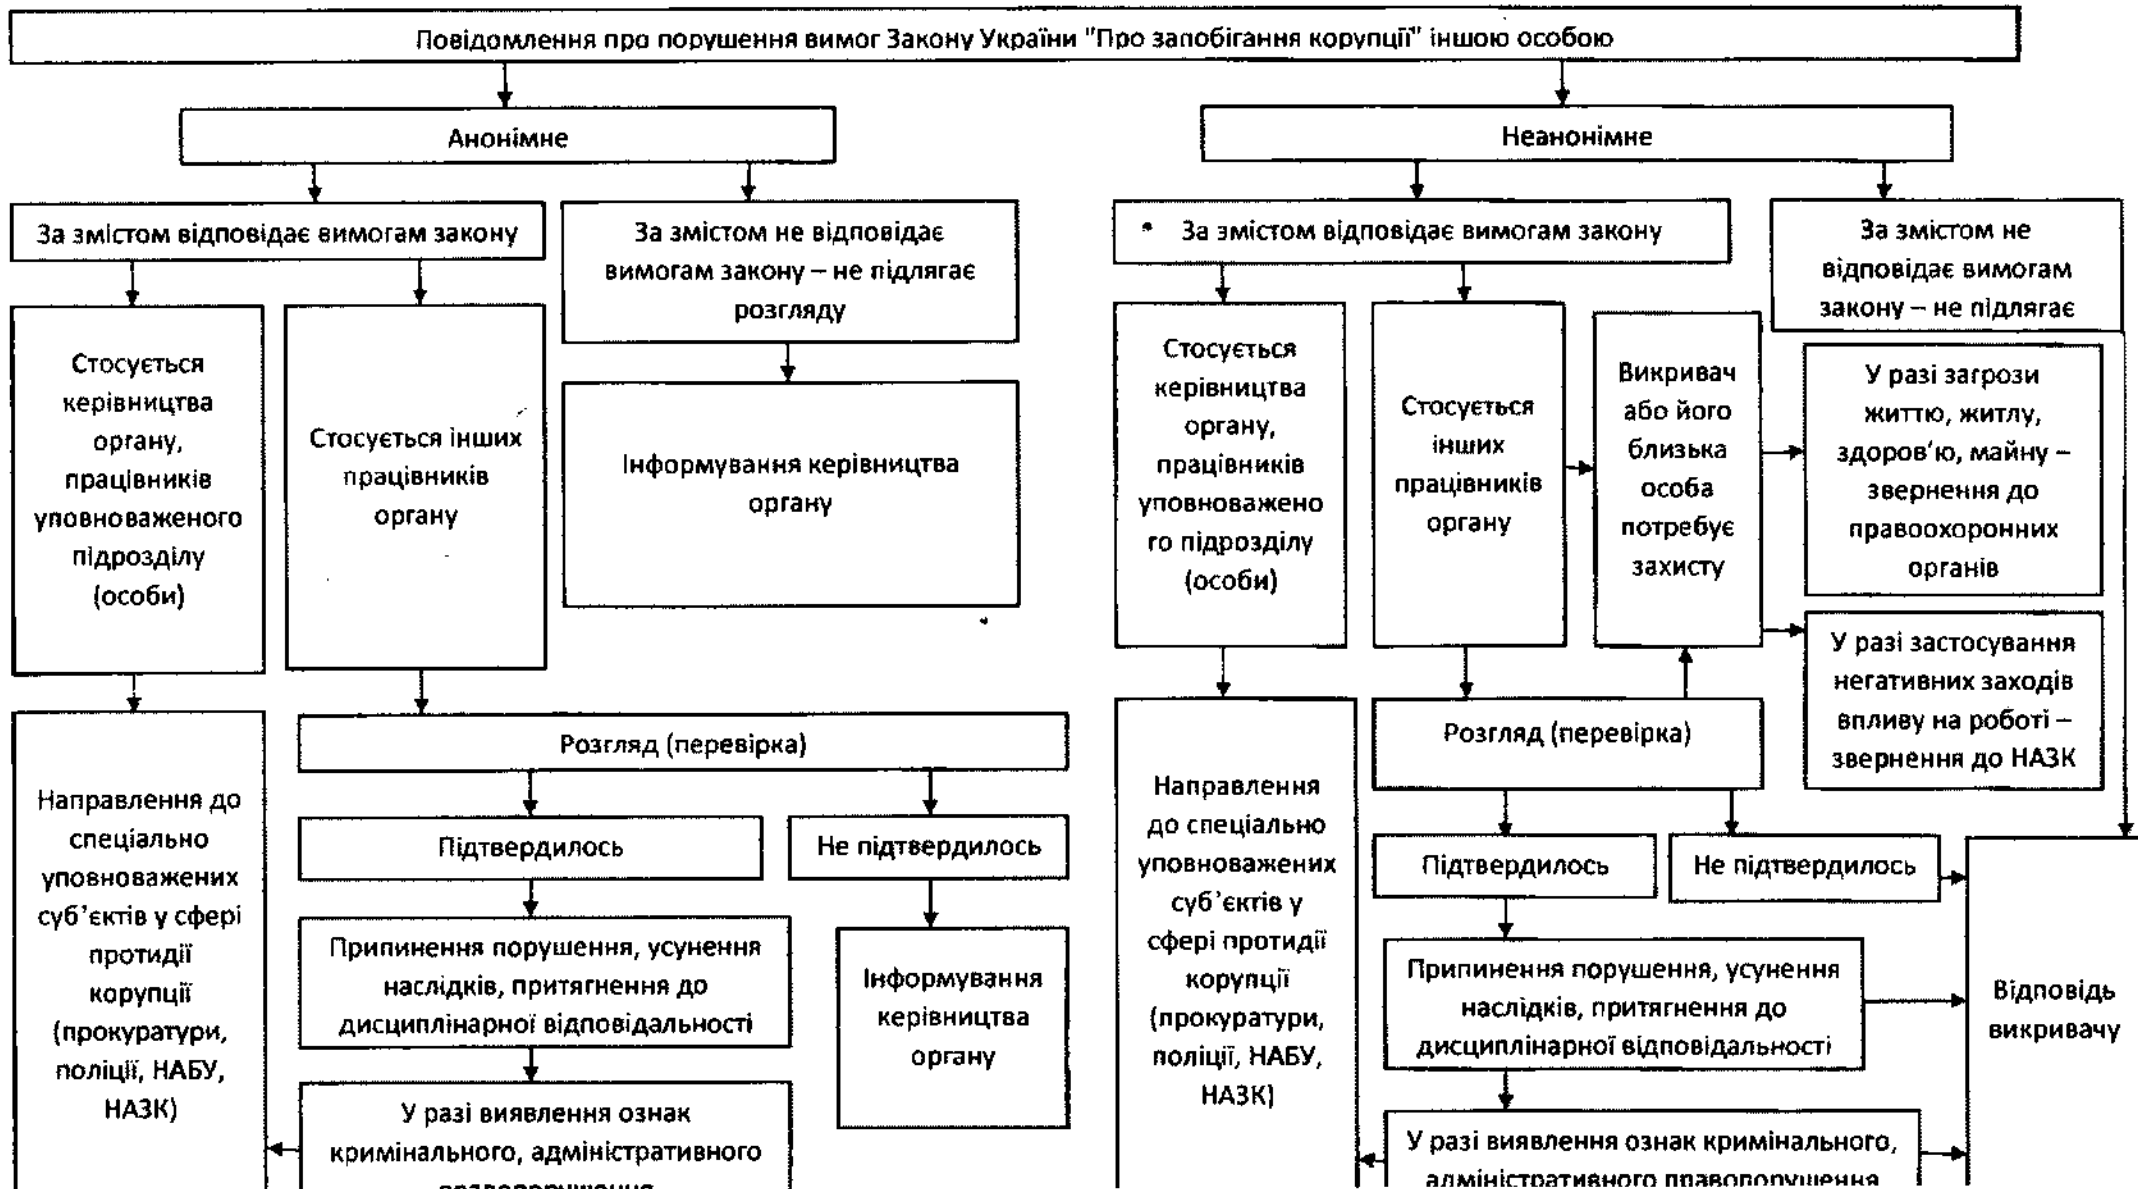 Повідомлення про порушення вимог Закону України "Про запобігання корупції" іншою особою
Анонімне
За змістом відповідає вимогам закону
За змістом не відповідає
вимогам закону – не підлягає
розгляду
Стосується
керівництва
органу,
працівників
уповноваженого
підрозділу
(особи)
Стосується інших
працівників
органу
Інформування керівництва
органу
Направлення до
спеціально
уповноважених
суб'єктів у сфері
протидії
корупції
(прокуратури,
поліції, НАБУ,
НАЗК)
Розгляд (перевірка)
Підтвердилось
Не підтвердилось
Припинення порушення, усунення
наслідків, притягнення до
дисциплінарної відповідальності
Інформування
керівництва
органу
У разі виявлення ознак
кримінального, адміністративного
правопорушення
Неанонімне
За змістом відповідає вимогам закону
За змістом не
відповідає вимогам
закону – не підлягає
Стосується
керівництва
органу,
працівників
уповноважено
го підрозділу
(особи)
Стосується
інших
працівників
органу
Викривач
або його
близька
особа
потребує
захисту
У разі загрози
життю, житлу,
здоров'ю, майну –
звернення до
правоохоронних
органів
У разі застосування
негативних заходів
впливу на роботі –
звернення до НАЗК
Направлення
до спеціально
уповноважених
суб'єктів у
сфері протидії
корупції
(прокуратури,
поліції, НАБУ,
НАЗК)
Розгляд (перевірка)
Підтвердилось
Не підтвердилось
Припинення порушення, усунення
наслідків, притягнення до
дисциплінарної відповідальності
Відповідь
викривачу
У разі виявлення ознак кримінального,
адміністративного правопорушення